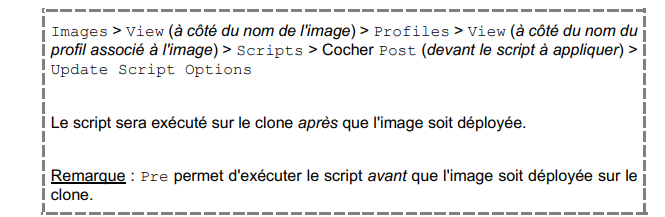 Images > View (à côté du nom de l'image) > Profiles > View (à côté du nom du
profil associé à l'image) > Scripts > Cocher Post (devant le script à appliquer) >
Update Script Options
Le script sera exécuté sur le clone après que l'image soit déployée.
Remarque : Pre permet d'exécuter le script avant que l'image soit déployée sur le
clone.